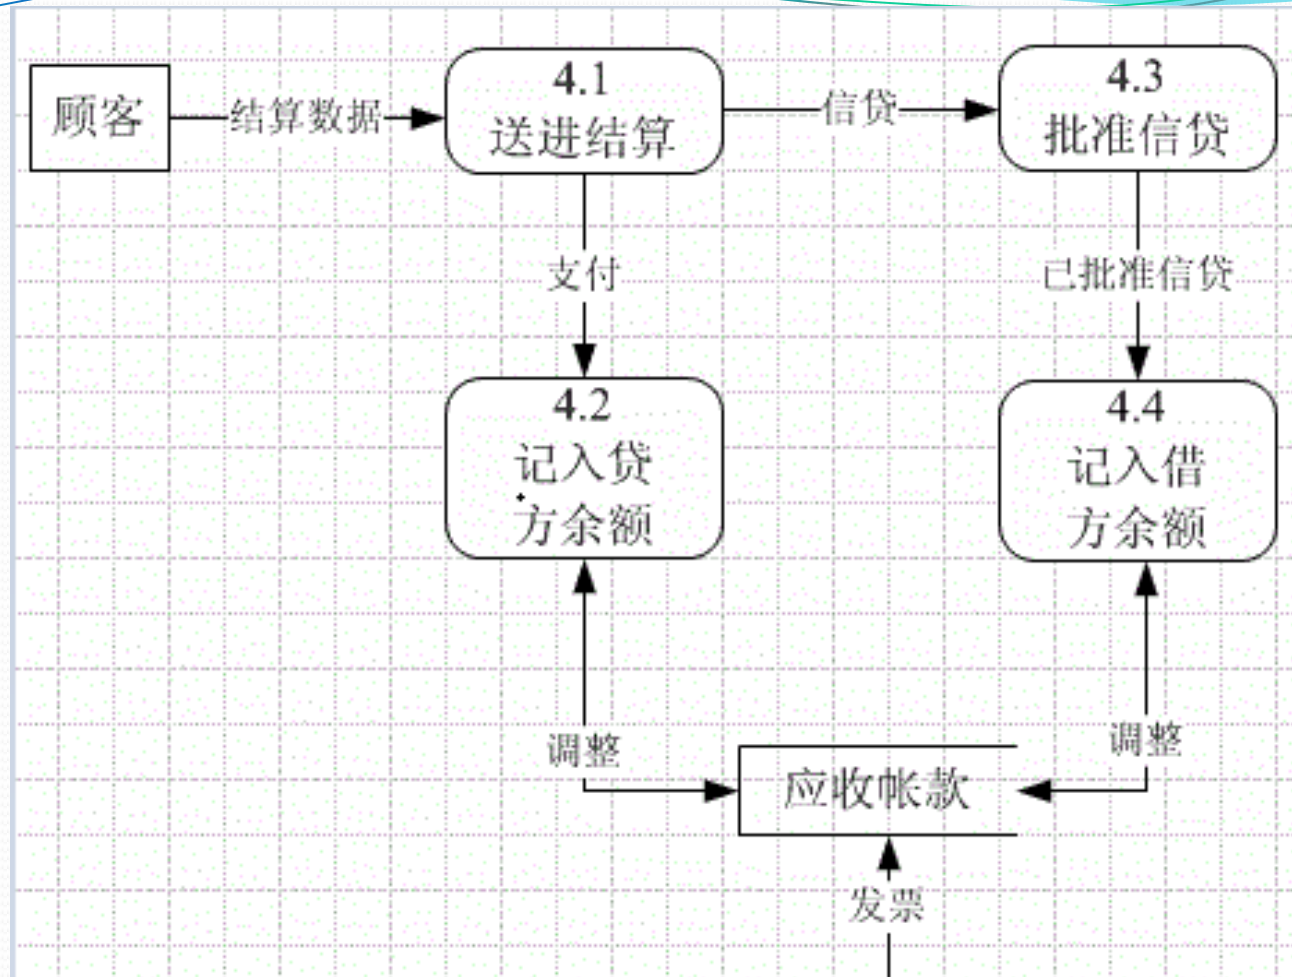 顾客
结算数据
4.1
送进结算
信贷
4.3
批准信贷
支付
已批准信贷
4.2
记入贷
方余额
4.4
记入借
方余额
调整
调整
应收帐款
发票